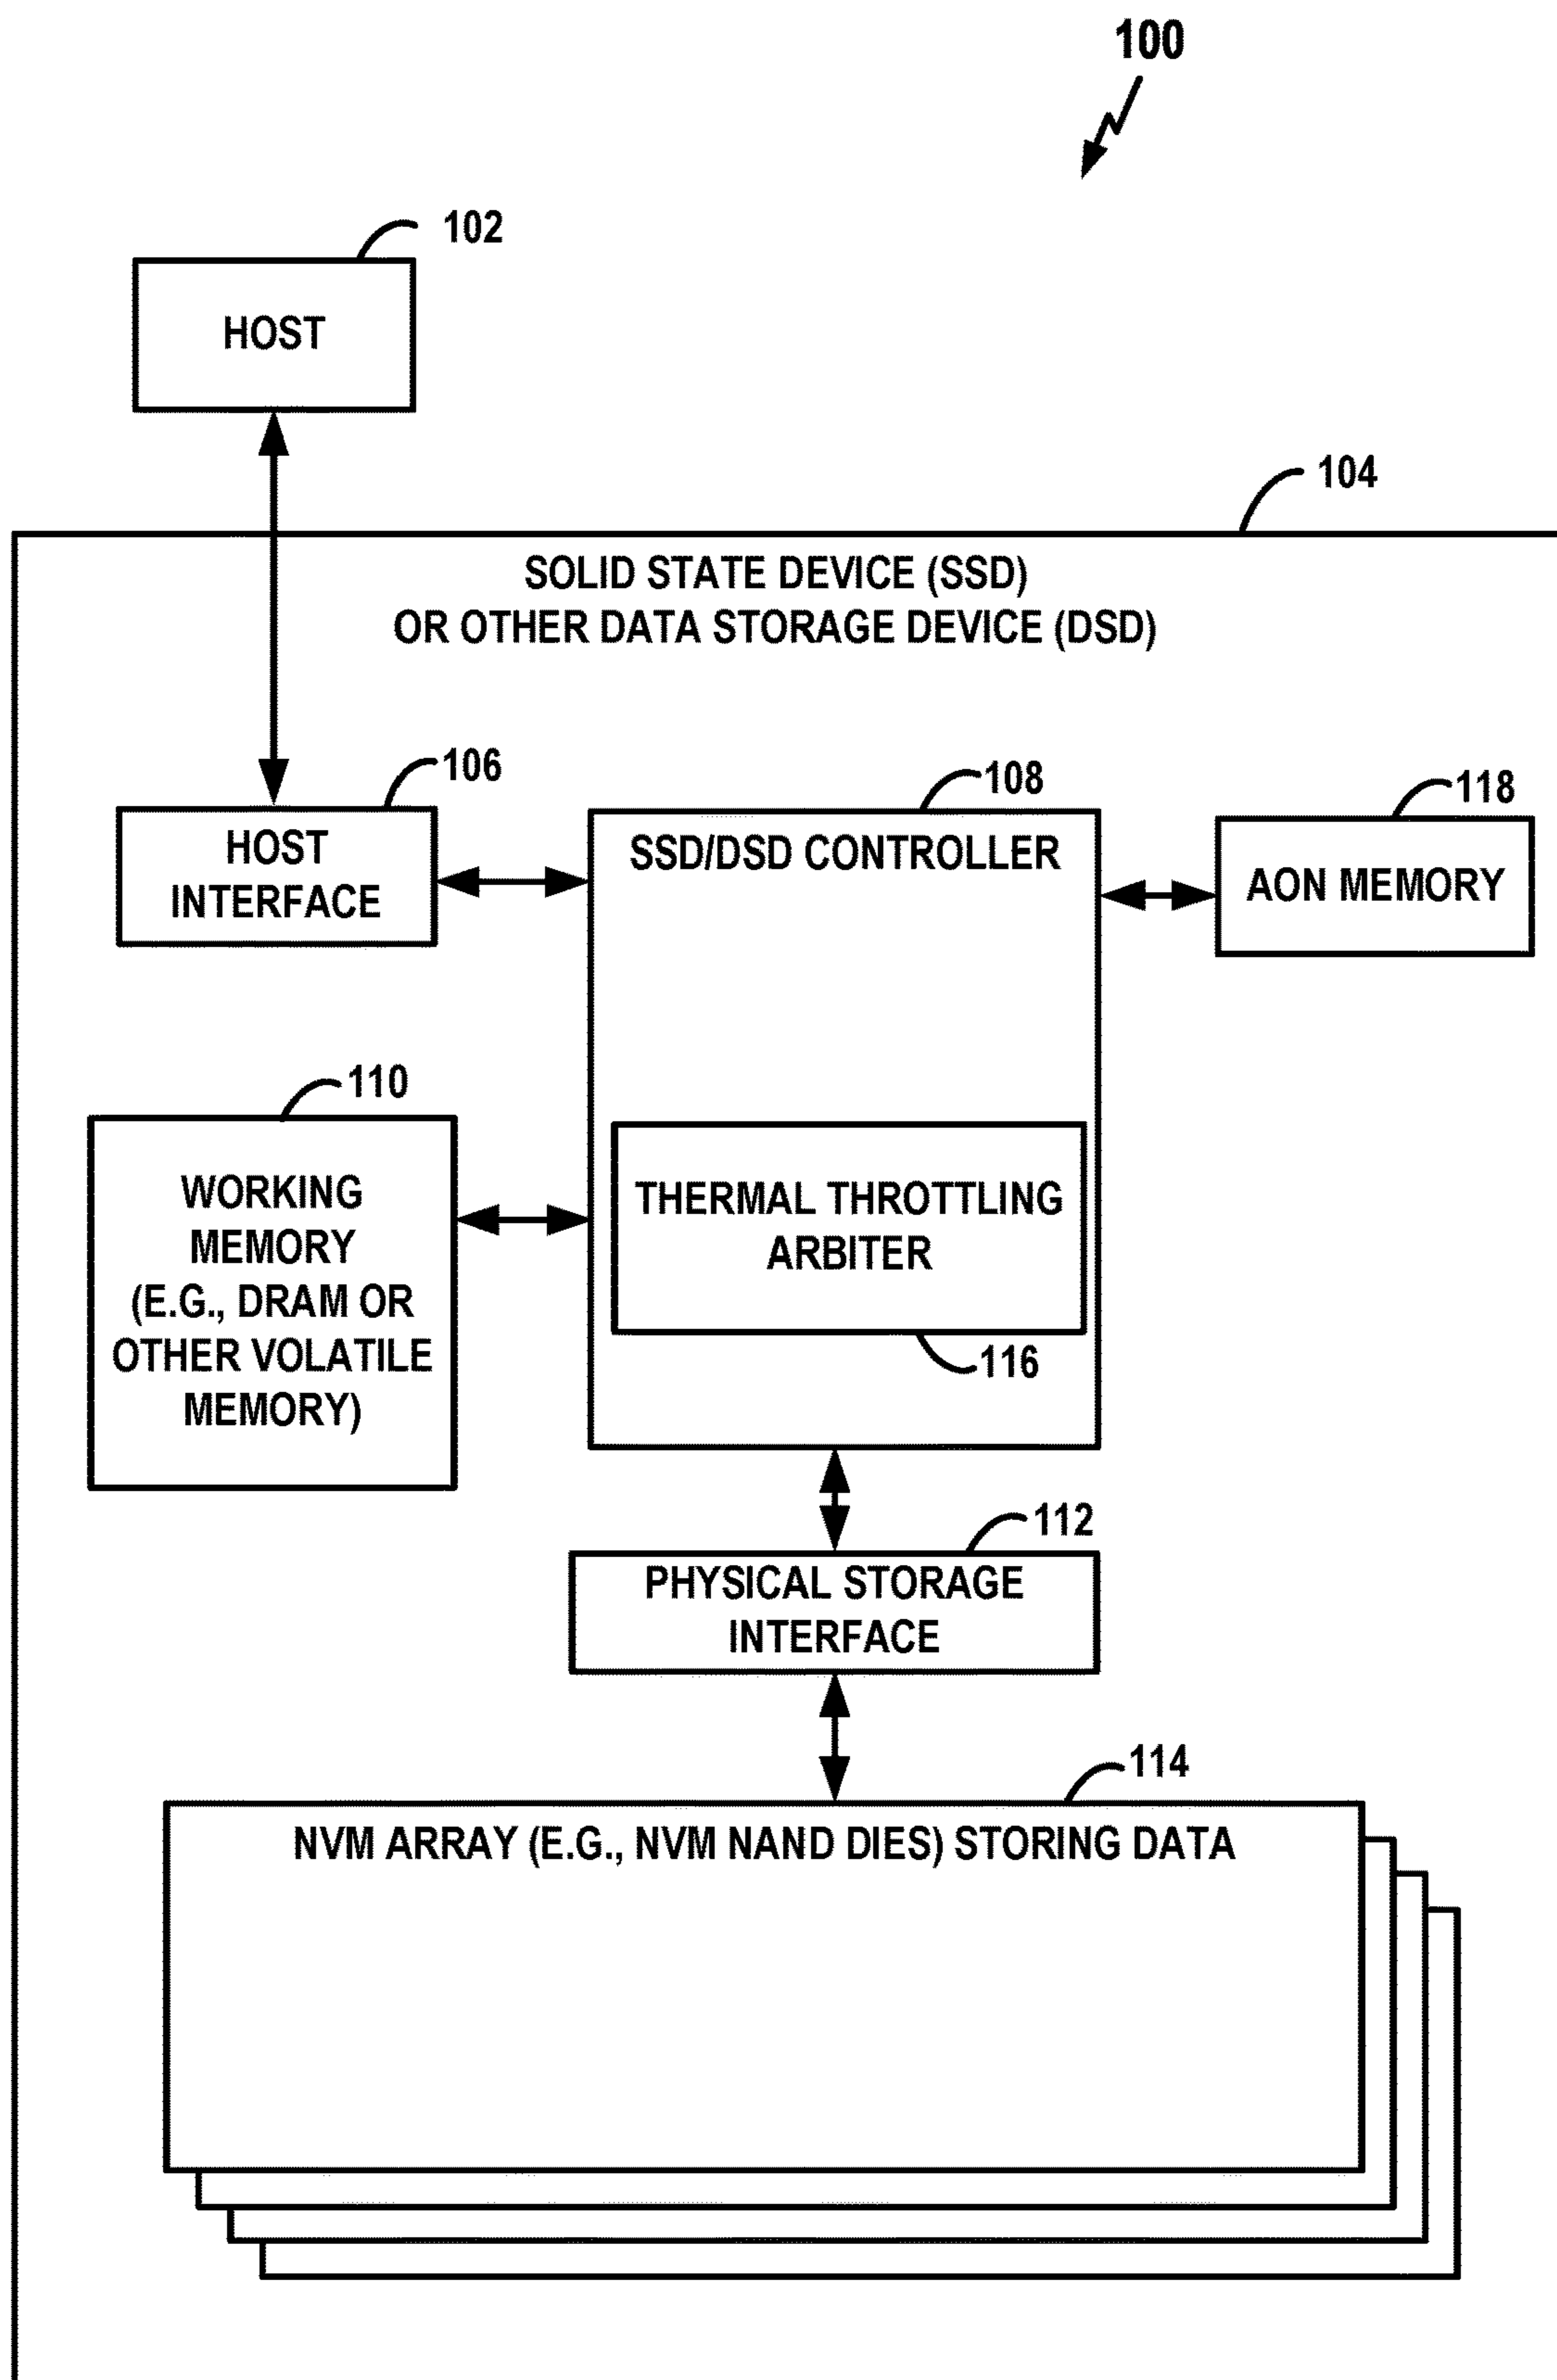 100
102
HOST
104
SOLID STATE DEVICE (SSD)
OR OTHER DATA STORAGE DEVICE (DSD)
106
HOST
INTERFACE
108
SSD/DSD CONTROLLER
118
AON MEMORY
110
WORKING
MEMORY
(E.G., DRAM OR
OTHER VOLATILE
MEMORY)
THERMAL THROTTLING
ARBITER
116
112
PHYSICAL STORAGE
INTERFACE
114
NVM ARRAY (E.G., NVM NAND DIES) STORING DATA